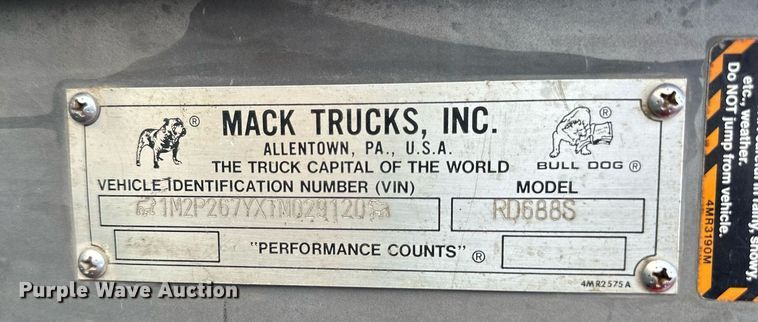 MACK TRUCKS, INC.
ALLENTOWN, PA., U.S.A.
THE TRUCK CAPITAL OF THE WORLD
BULL DOG ®
VEHICLE IDENTIFICATION NUMBER (VIN)
MODEL
1M2P267YXTM029120
RD688S
"PERFORMANCE COUNTS" ®
4MR2575A
etc., weather.
Do NOT jump from vehicle.
4MR3190M
Purple Wave Auction